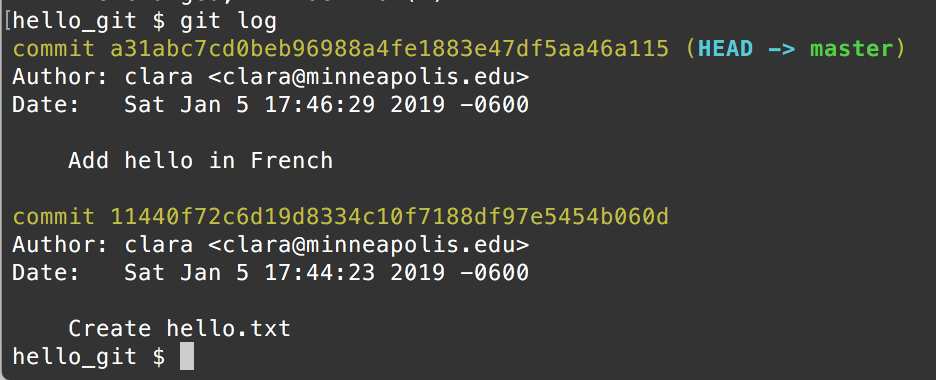 [hello_git $ git log
commit a31abc7cd0beb96988a4fe1883e47df5aa46a115 (HEAD -> master)
Author: clara <clara@minneapolis.edu>
Date:   Sat Jan 5 17:46:29 2019 -0600
    Add hello in French
commit 11440f72c6d19d8334c10f7188df97e5454b060d
Author: clara <clara@minneapolis.edu>
Date:   Sat Jan 5 17:44:23 2019 -0600
    Create hello.txt
hello_git $